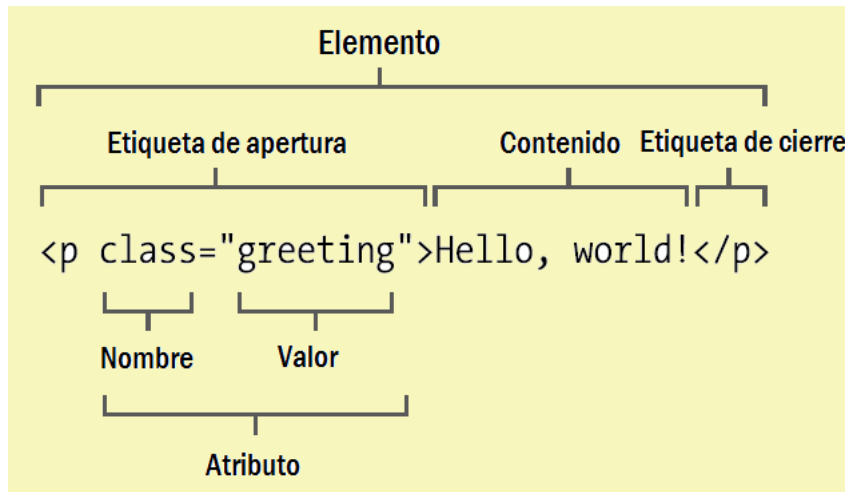 Elemento
Etiqueta de apertura Contenido Etiqueta de cierre
<p class="greeting">Hello, world!</p>
Nombre Valor
Atributo